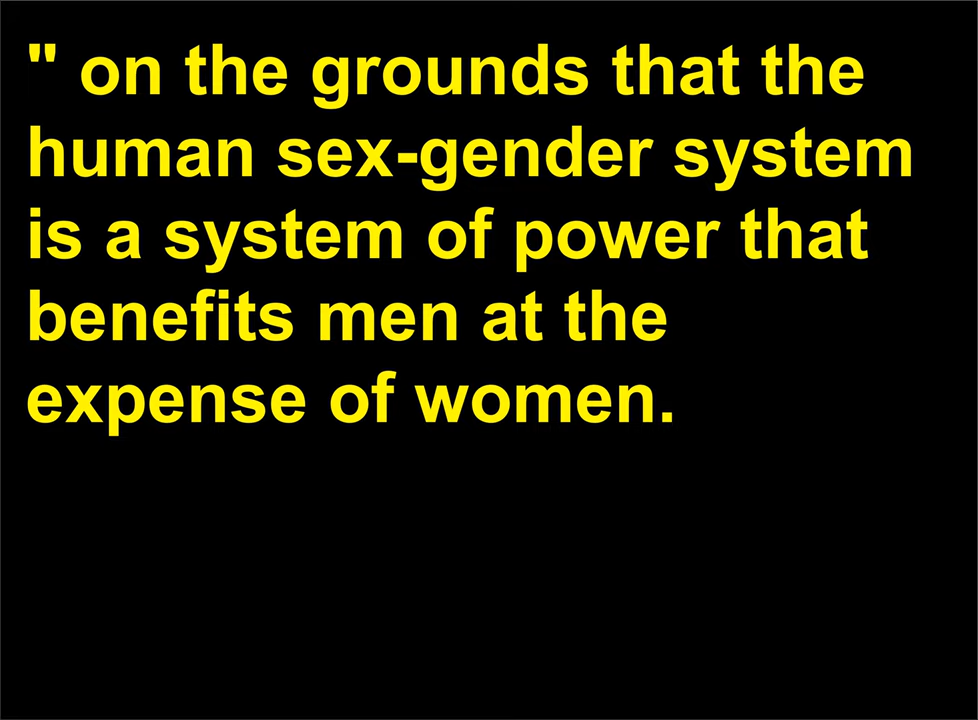 " on the grounds that the
human sex-gender system
is a system of power that
benefits men at the
expense of women.